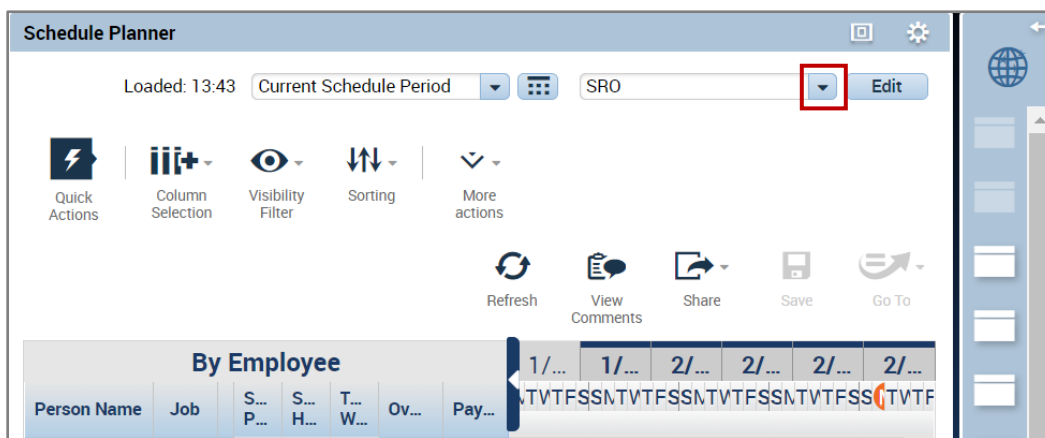 Schedule Planner
Loaded: 13:43 Current Schedule Period SRO Edit
Quick Actions
Column Selection
Visibility Filter
Sorting
More actions
Refresh
View Comments
Share
Save
Go To
By Employee
1/... 1/... 2/... 2/... 2/... 2/...
Person Name Job S... P... S... H... T... W... Ov... Pay...